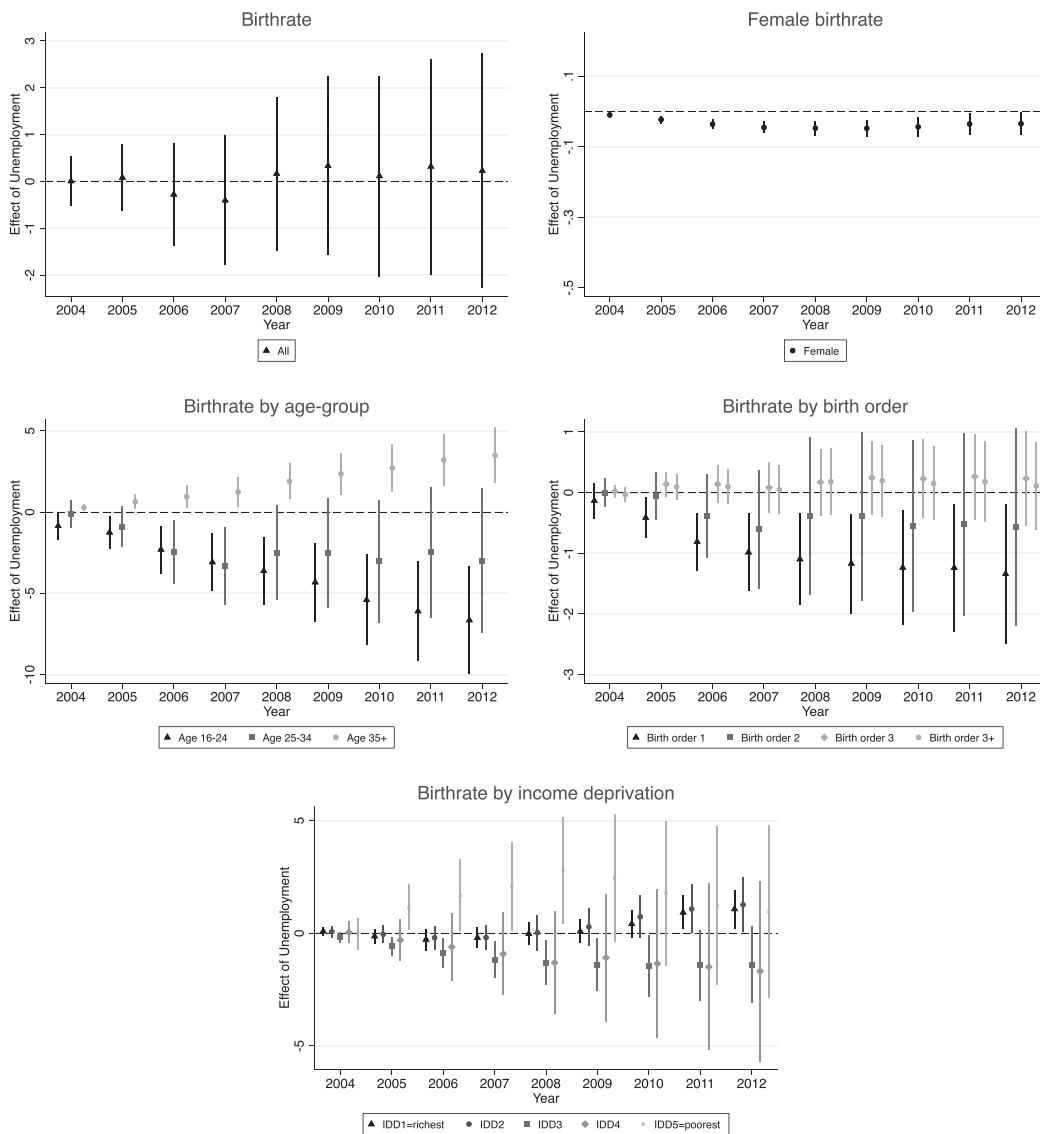 Birthrate
Effect of Unemployment
3
2
1
0
-1
-2
2004 2005 2006 2007 2008 2009 2010 2011 2012
Year
All
Female birthrate
Effect of Unemployment
.1
-.1
-.3
-.5
2004 2005 2006 2007 2008 2009 2010 2011 2012
Year
Female
Birthrate by age-group
Effect of Unemployment
5
0
-5
-10
2004 2005 2006 2007 2008 2009 2010 2011 2012
Year
Age 16-24 Age 25-34 Age 35+
Birthrate by birth order
Effect of Unemployment
1
0
-1
-2
-3
2004 2005 2006 2007 2008 2009 2010 2011 2012
Year
Birth order 1 Birth order 2 Birth order 3 Birth order 3+
Birthrate by income deprivation
Effect of Unemployment
5
0
-5
2004 2005 2006 2007 2008 2009 2010 2011 2012
Year
IDD1=richest IDD2 IDD3 IDD4 IDD5=poorest